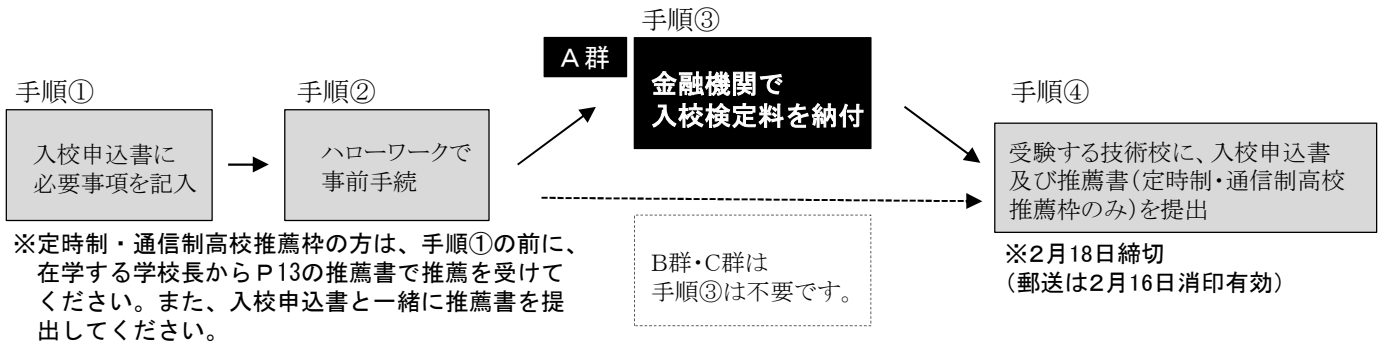 手順①
入校申込書に
必要事項を記入
※定時制・通信制高校推薦枠の方は、手順①の前に、
在学する学校長からP13の推薦書で推薦を受けて
ください。また、入校申込書と一緒に推薦書を提
出してください。
手順②
ハローワークで
事前手続
A群
手順③
金融機関で
入校検定料を納付
B群・C群は
手順③は不要です。
手順④
受験する技術校に、入校申込書
及び推薦書(定時制・通信制高校
推薦枠のみ)を提出
※2月18日締切
(郵送は2月16日消印有効)